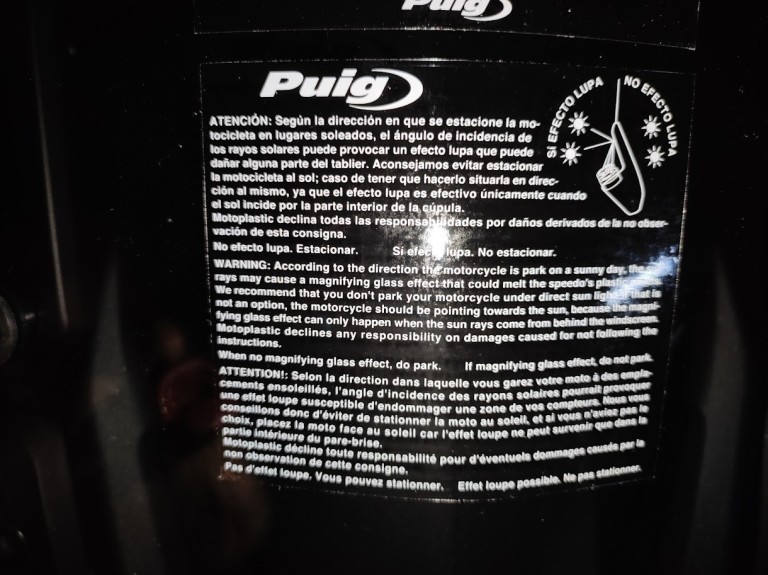 Puig
Puig
SÍ EFECTO LUPA
NO EFECTO LUPA
ATENCIÓN: Según la dirección en que se estacione la mo-
tocicleta en lugares soleados, el ángulo de incidencia de
los rayos solares puede provocar un efecto lupa que puede
dañar alguna parte del tablier. Aconsejamos evitar estacionar
la motocicleta al sol; caso de tener que hacerlo situarla en direc-
ción al mismo, ya que el efecto lupa es efectivo únicamente cuando
el sol incide por la parte interior de la cúpula.
Motoplastic declina todas las responsabilidades por daños derivados de la no obser-
vación de esta consigna.
No efecto lupa. Estacionar. Sí efecto lupa. No estacionar.
WARNING: According to the direction the motorcycle is park on a sunny day, the sun
rays may cause a magnifying glass effect that could melt the speedo's plastic
We recommend that you don't park your motorcycle under direct sun light. If that is
not an option, the motorcycle should be pointing towards the sun, because the magni-
fying glass effect can only happen when the sun rays come from behind the windscreen.
Motoplastic declines any responsibility on damages caused for not following the
instructions.
When no magnifying glass effect, do park. If magnifying glass effect, do not park.
ATTENTION!: Selon la direction dans laquelle vous garez votre moto à des empla-
cements ensoleillés, l'angle d'incidence des rayons solaires pourrait provoquer
une effet loupe susceptible d'endommager une zone de vos compteurs. Nous vous
conseillons donc d'éviter de stationner la moto au soleil, et si vous n'aviez pas le
choix, placez la moto face au soleil car l'effet loupe ne peut survenir que dans la
partie intérieure du pare-brise.
Motoplastic décline toute responsabilité pour d'éventuels dommages causés par la
non observation de cette consigne.
Pas d'effet loupe. Vous pouvez stationner. Effet loupe possible. Ne pas stationner.